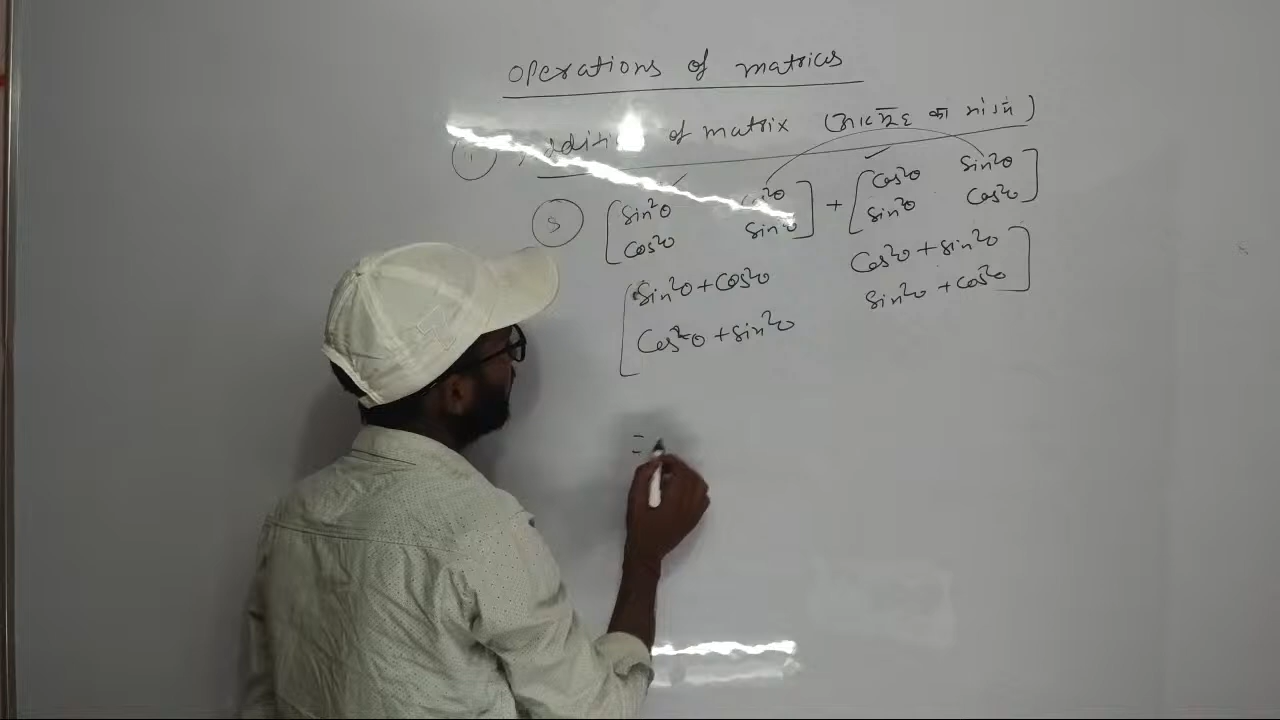 Operations of matrices
(1) Addition of matrix (आव्यूह का योग)
(5) [sin²θ cos²θ] + [cos²θ sin²θ]
[cos²θ sin²θ] [sin²θ cos²θ]
[sin²θ + cos²θ cos²θ + sin²θ]
[cos²θ + sin²θ sin²θ + cos²θ]
=